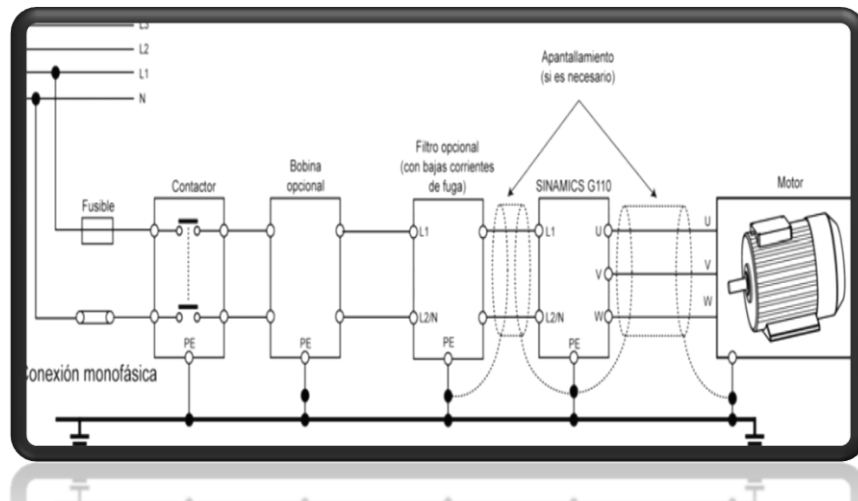 L3
L2
L1
N
Apantallamiento
(si es necesario)
Filtro opcional
(con bajas corrientes
de fuga)
Bobina
opcional
Fusible
Contactor
SINAMICS G110
Motor
L1
L1
U
U
V
V
L2/N
L2/N
W
W
PE
PE
PE
PE
Conexión monofásica